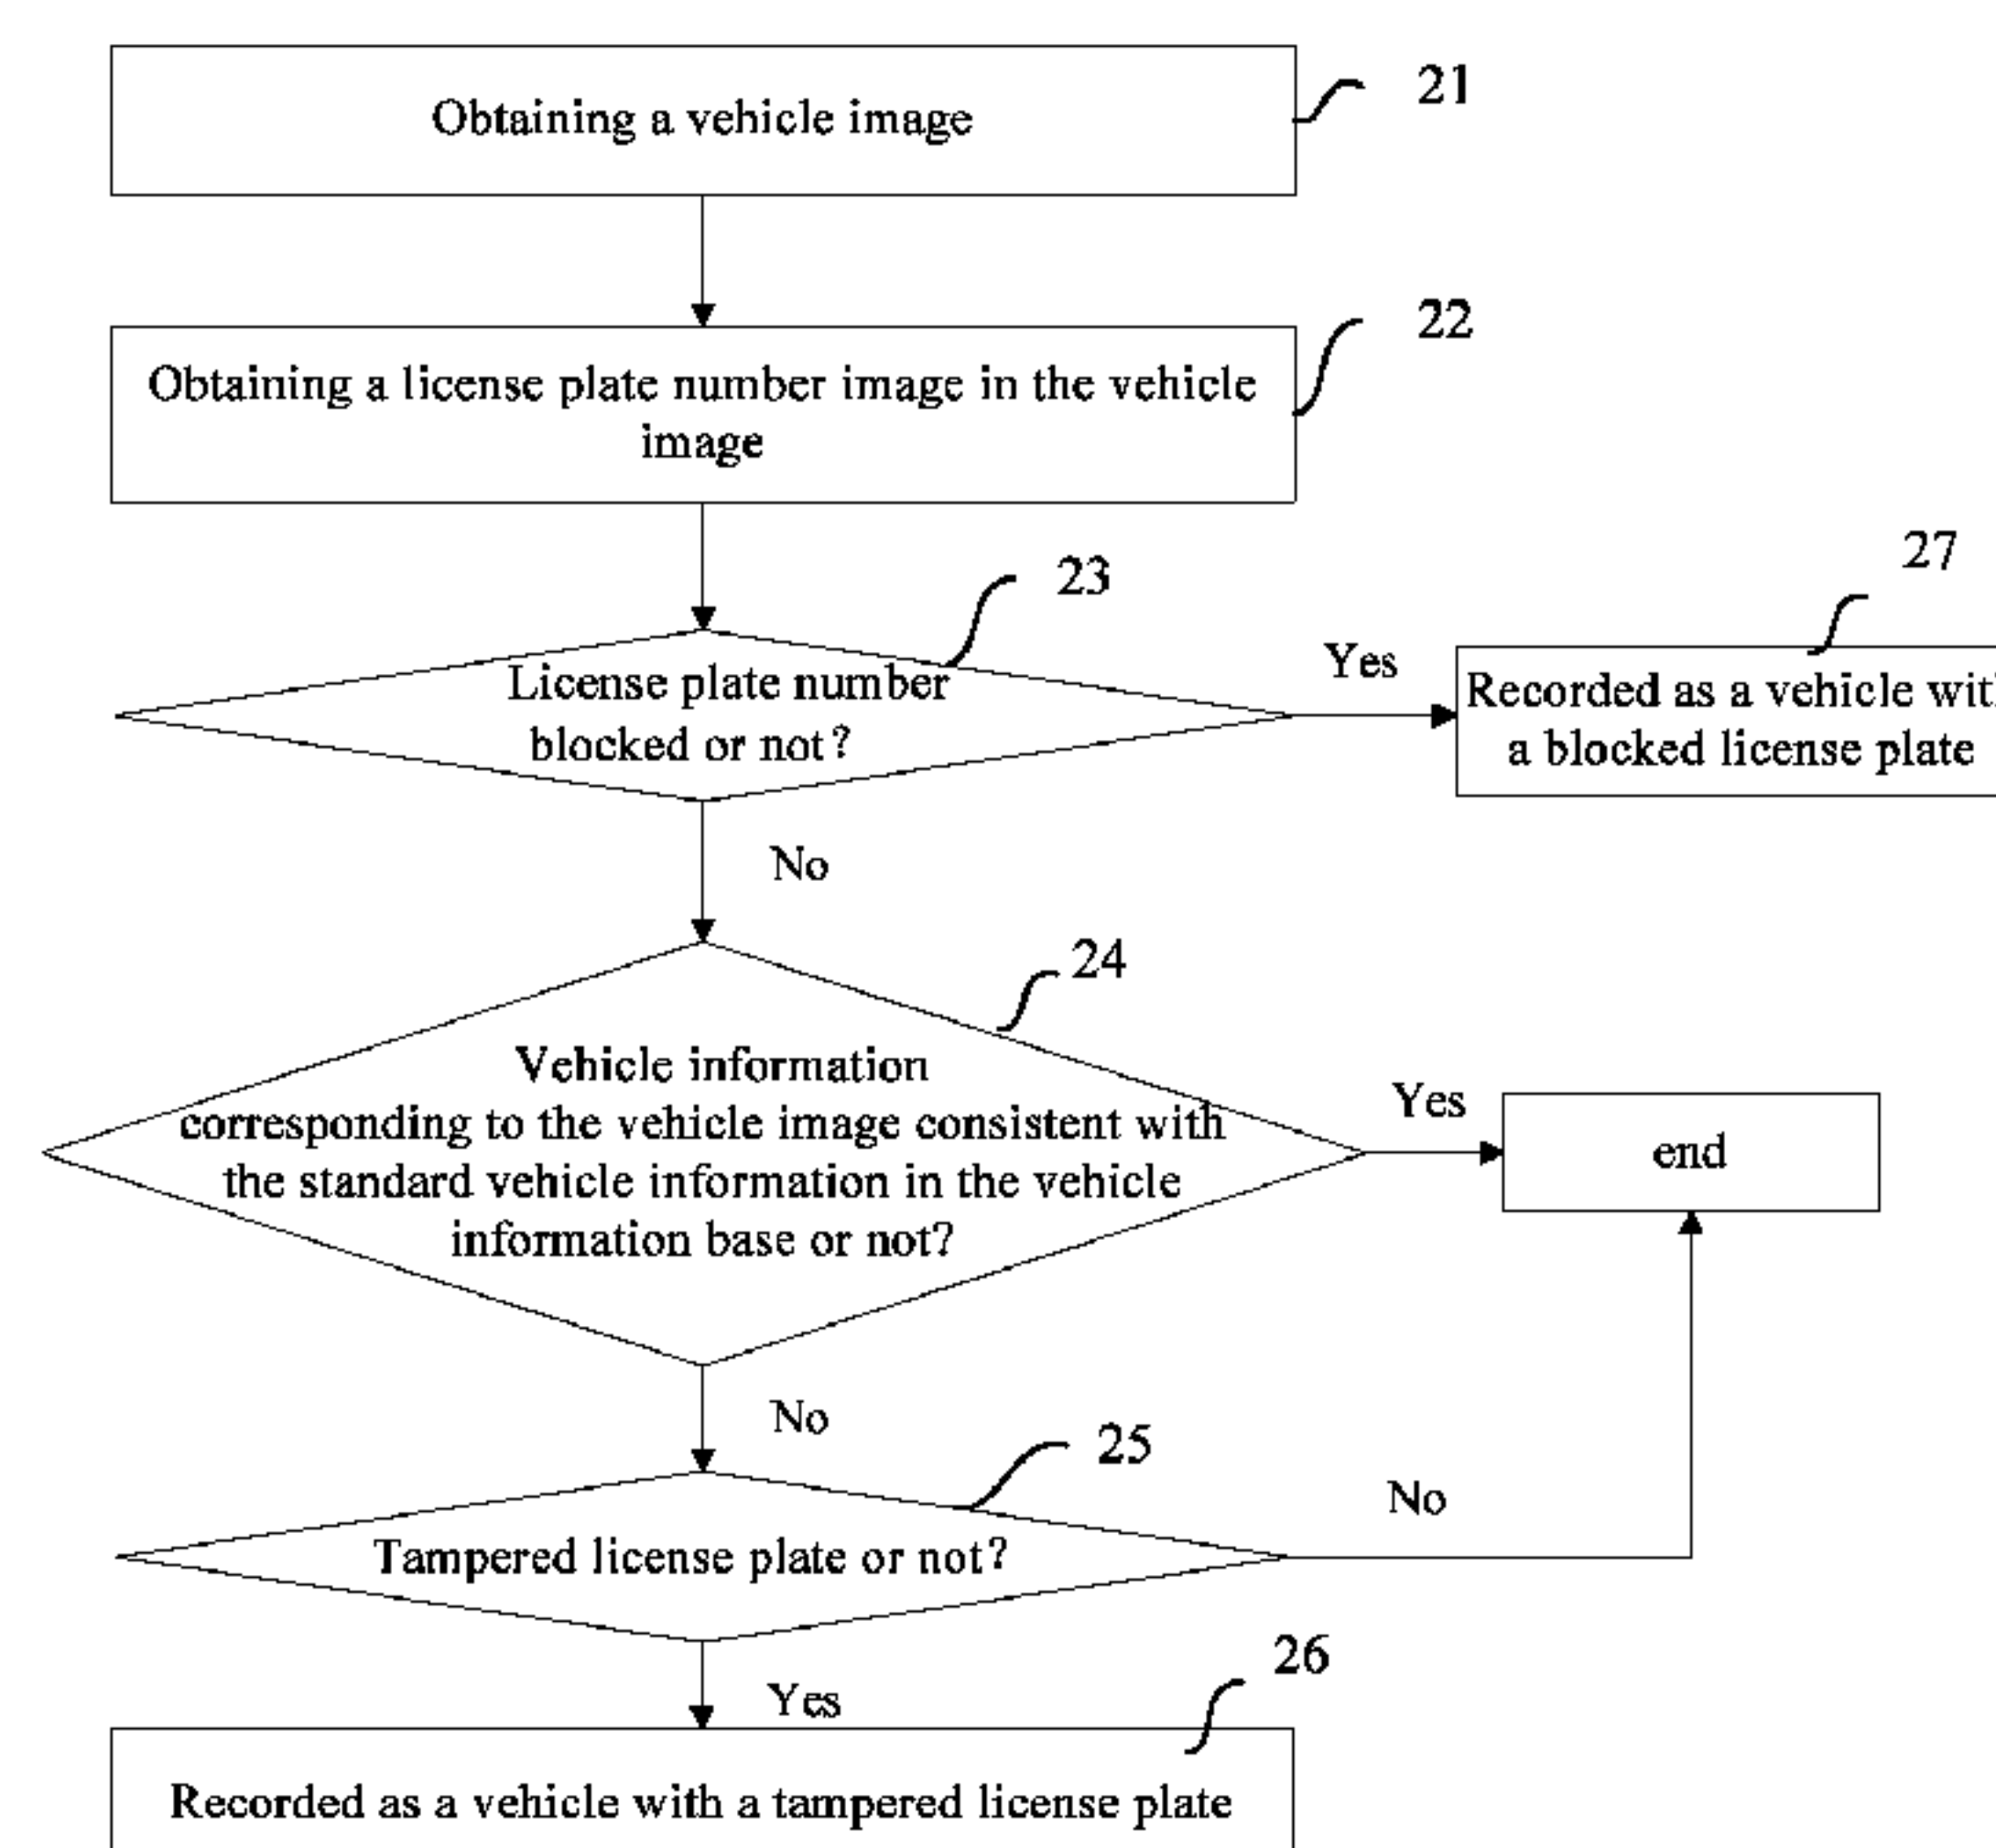 Obtaining a vehicle image
21
Obtaining a license plate number image in the vehicle
image
22
License plate number
blocked or not?
23
Yes
Recorded as a vehicle
a blocked license plate
27
No
Vehicle information
corresponding to the vehicle image consistent with
the standard vehicle information in the vehicle
information base or not?
24
Yes
end
No
Tampered license plate or not?
25
No
Yes
26
Recorded as a vehicle with a tampered license plate